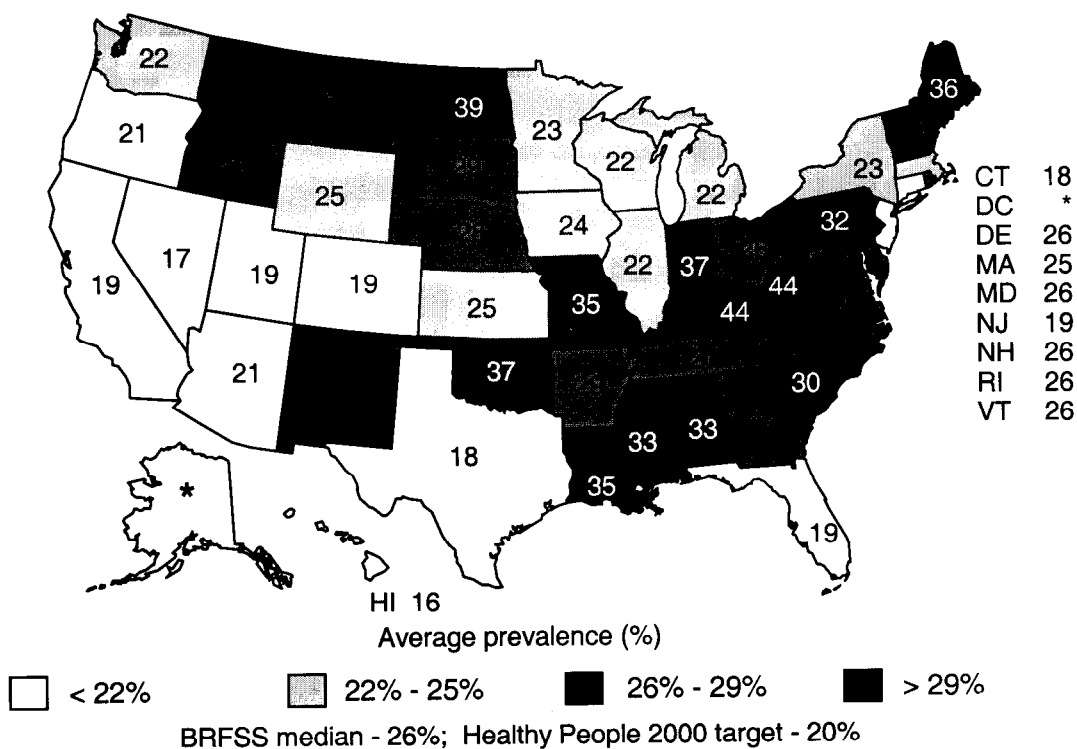 22
39
36
21
23
22
22
23
25
24
32
CT 18
DC *
DE 26
MA 25
MD 26
NJ 19
NH 26
RI 26
VT 26
19
17
19
19
25
22
37
44
44
35
21
37
30
18
33
33
35
*
19
HI 16
Average prevalence (%)
< 22%
22% - 25%
26% - 29%
> 29%
BRFSS median - 26%; Healthy People 2000 target - 20%